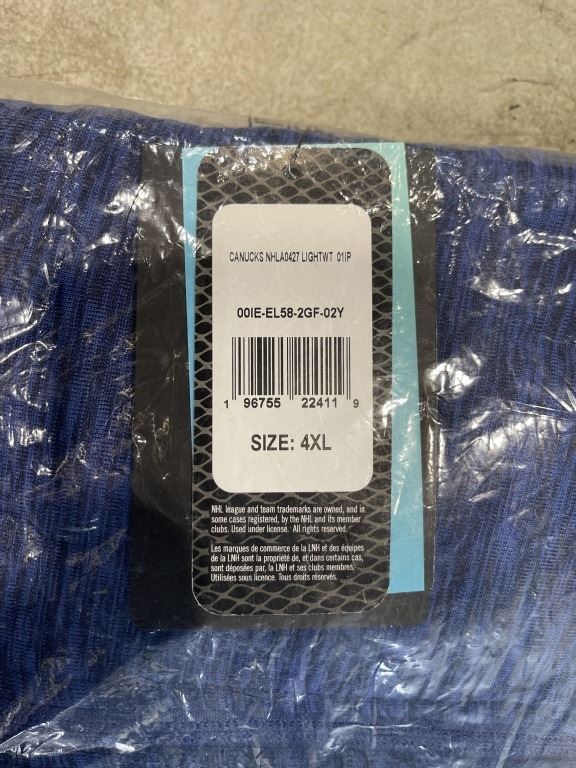 CANUCKS NHLA0427 LIGHTWT 01IP
00IE-EL58-2GF-02Y
1 96755 22411 9
SIZE: 4XL
NHL league and team trademarks are owned, and in
some cases registered, by the NHL and its member
clubs. Used under license. All rights reserved.
Les marques de commerce de la LNH et des équipes
de la LNH sont la propriété de, et dans certains cas,
sont déposées par, la LNH et ses clubs membres.
Utilisées sous licence. Tous droits réservés.